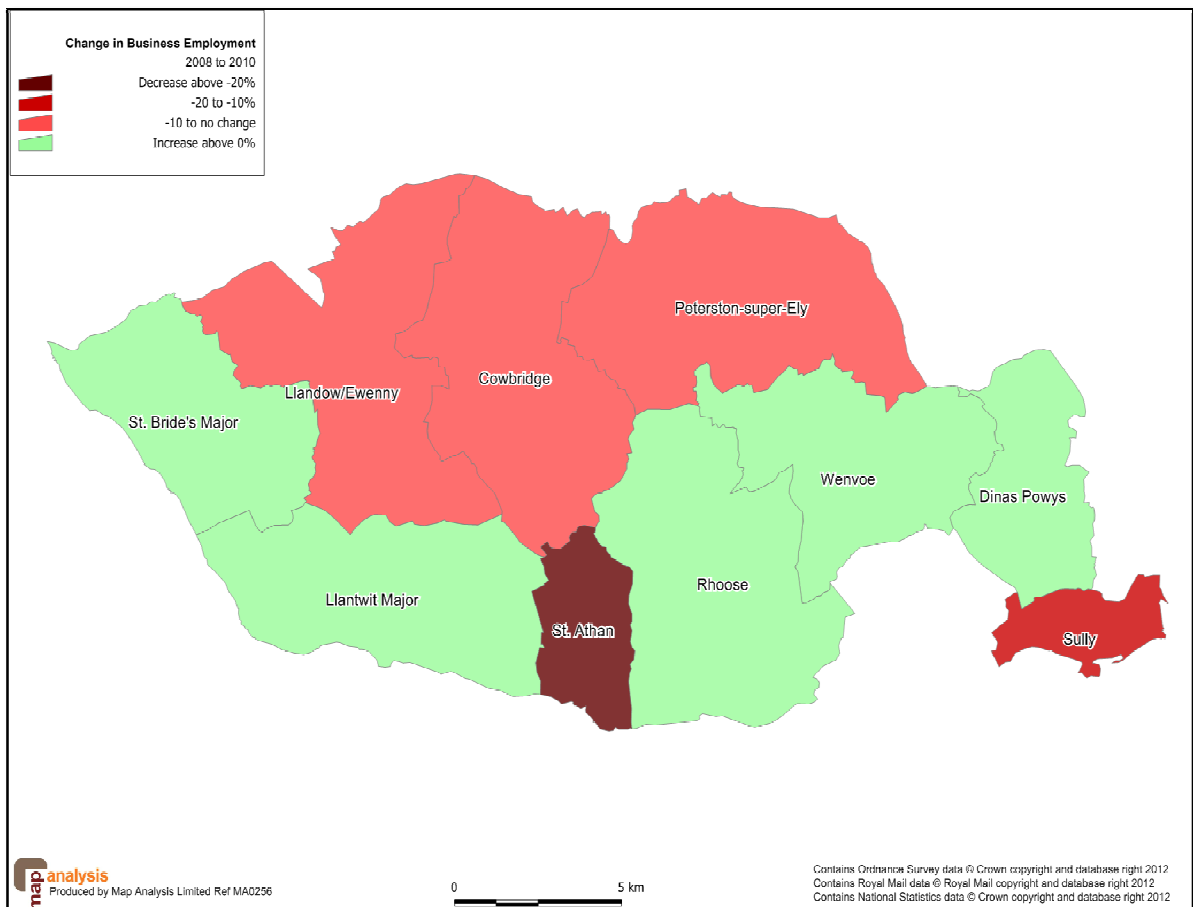 Change in Business Employment
2008 to 2010
Decrease above -20%
-20 to -10%
-10 to no change
Increase above 0%
Peterston-super-Ely
Cowbridge
Llandow/Ewenny
St. Bride's Major
Wenvoe
Dinas Powys
Rhoose
Llantwit Major
St. Athan
Sully
map analysis
Produced by Map Analysis Limited Ref MA0256
0 5 km
Contains Ordnance Survey data © Crown copyright and database right 2012
Contains Royal Mail data © Royal Mail copyright and database right 2012
Contains National Statistics data © Crown copyright and database right 2012